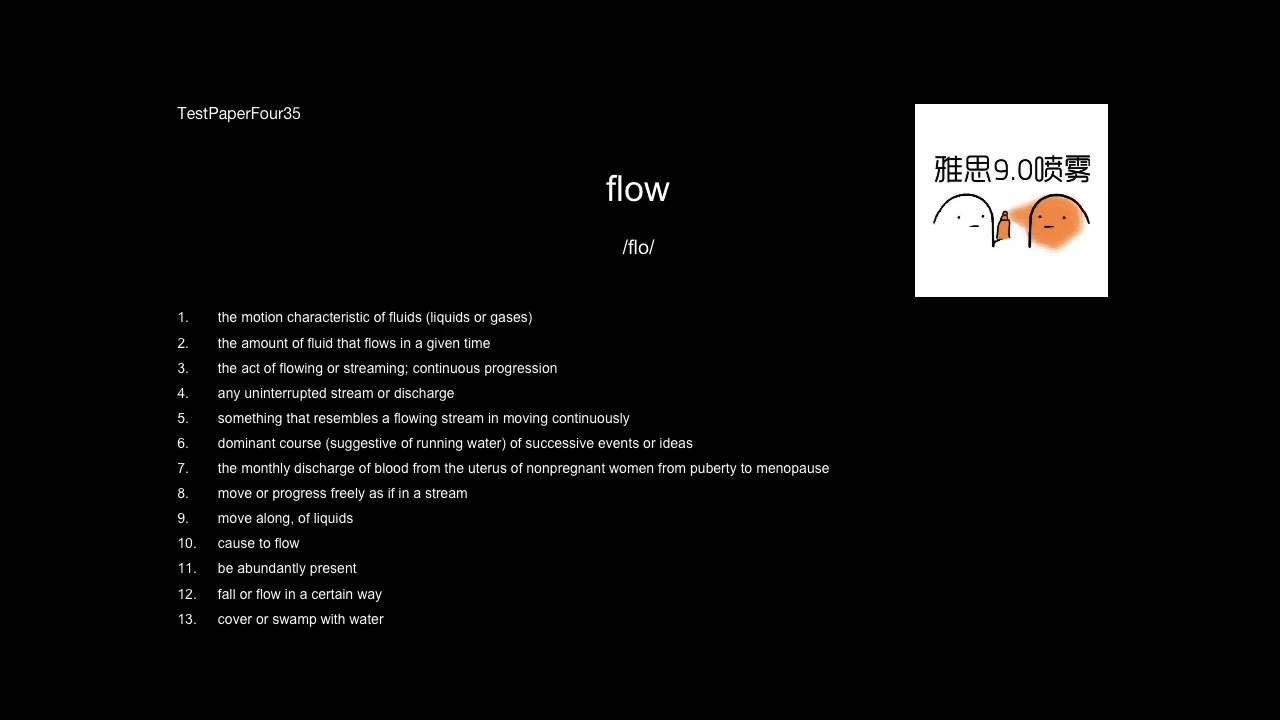 TestPaperFour35
雅思9.0喷雾
flow
/flo/
1. the motion characteristic of fluids (liquids or gases)
2. the amount of fluid that flows in a given time
3. the act of flowing or streaming; continuous progression
4. any uninterrupted stream or discharge
5. something that resembles a flowing stream in moving continuously
6. dominant course (suggestive of running water) of successive events or ideas
7. the monthly discharge of blood from the uterus of nonpregnant women from puberty to menopause
8. move or progress freely as if in a stream
9. move along, of liquids
10. cause to flow
11. be abundantly present
12. fall or flow in a certain way
13. cover or swamp with water